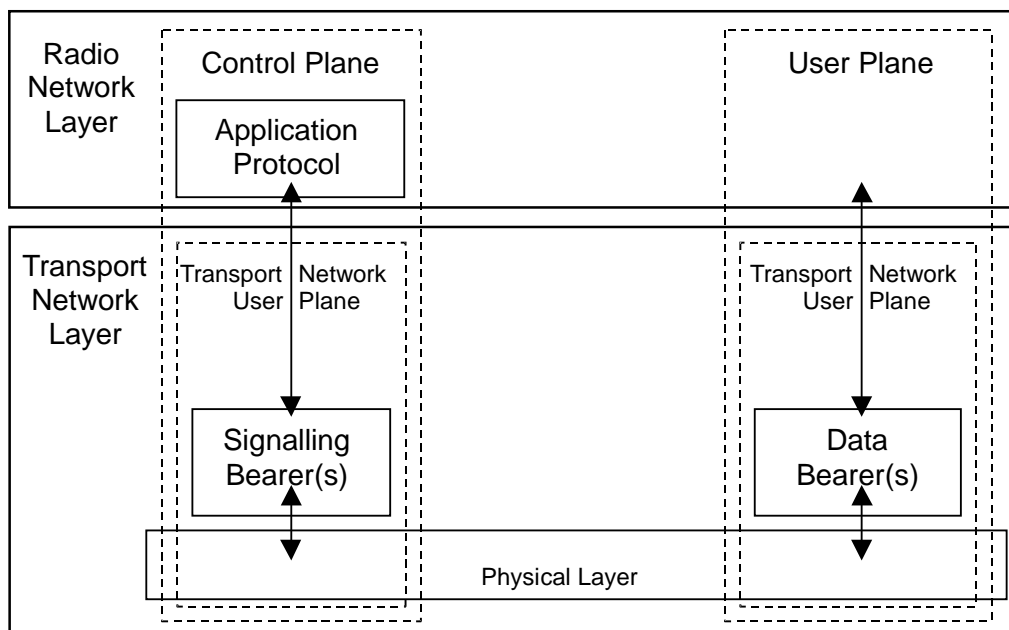 Radio
Network
Layer
Control Plane
User Plane
Application
Protocol
Transport
Network
Layer
Transport Network
User Plane
Transport Network
User Plane
Signalling
Bearer(s)
Data
Bearer(s)
Physical Layer